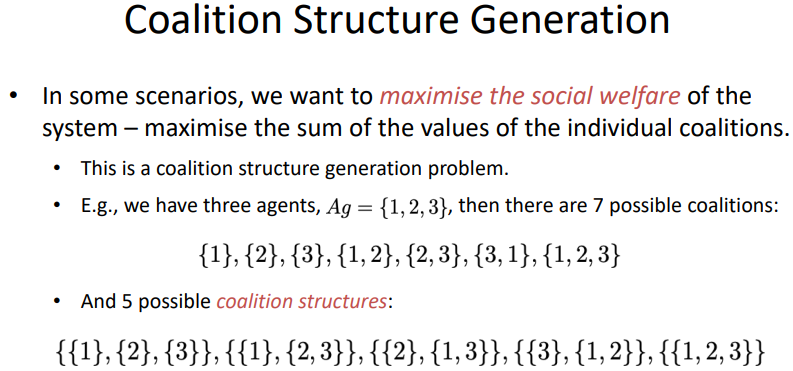 Coalition Structure Generation
• In some scenarios, we want to maximise the social welfare of the
system – maximise the sum of the values of the individual coalitions.
• This is a coalition structure generation problem.
• E.g., we have three agents, Ag = {1, 2, 3}, then there are 7 possible coalitions:
{1}, {2}, {3}, {1, 2}, {2, 3}, {3, 1}, {1, 2, 3}
• And 5 possible coalition structures:
{{1}, {2}, {3}}, {{1}, {2, 3}}, {{2}, {1, 3}}, {{3}, {1, 2}}, {{1, 2, 3}}